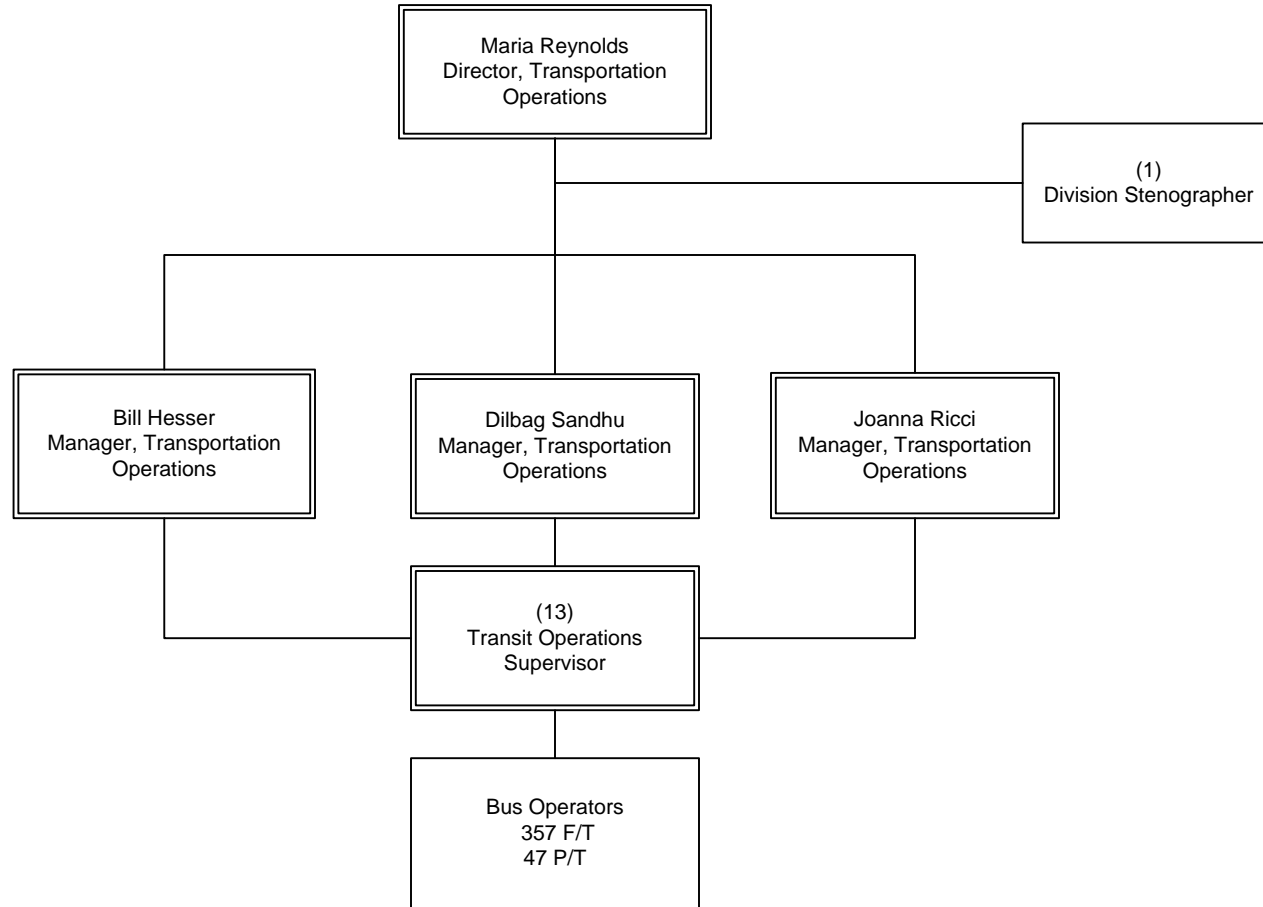 Maria Reynolds
Director, Transportation
Operations
(1)
Division Stenographer
Bill Hesser
Manager, Transportation
Operations
Dilbag Sandhu
Manager, Transportation
Operations
Joanna Ricci
Manager, Transportation
Operations
(13)
Transit Operations
Supervisor
Bus Operators
357 F/T
47 P/T